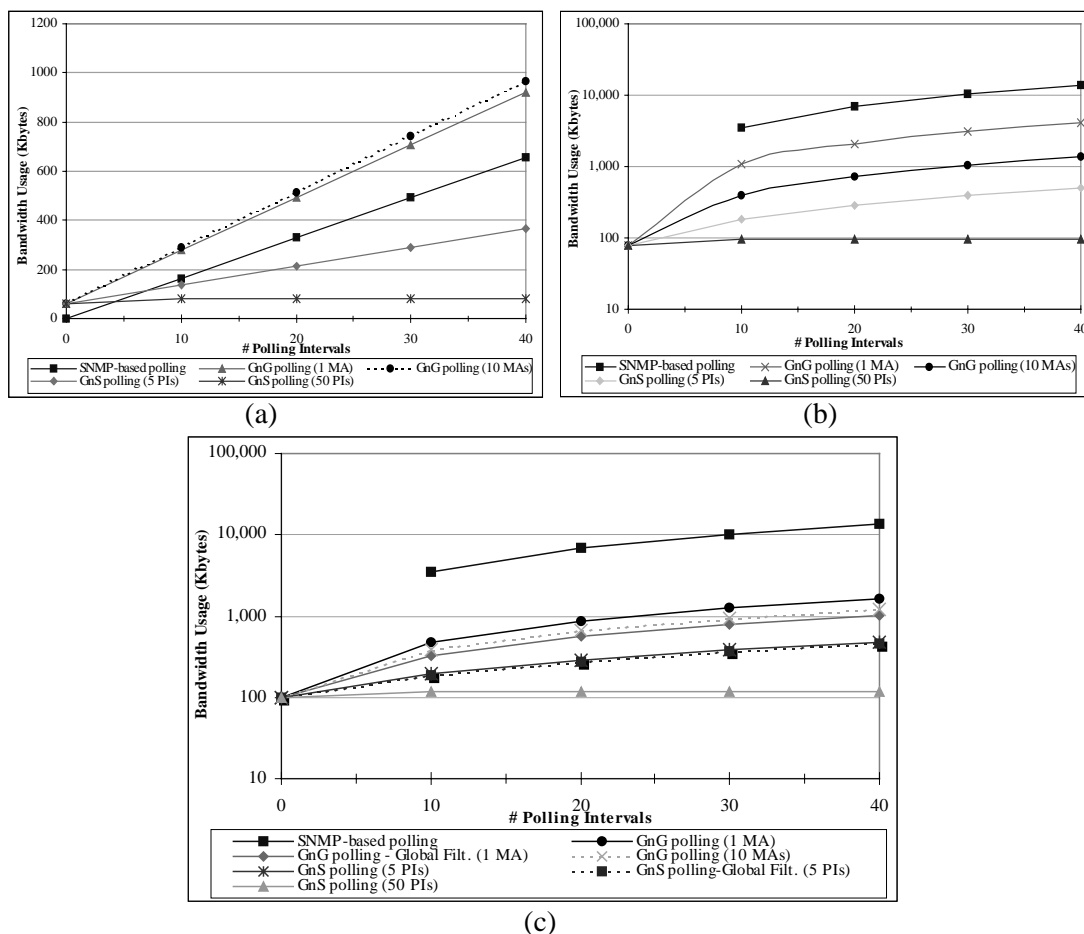 1200
1000
800
600
400
200
0
Bandwidth Usage (Kbytes)
0 10 20 30 40
# Polling Intervals
SNMP-based polling GnG polling (1 MA) GnG polling (10 MAs)
GnS polling (5 PIs) GnS polling (50 PIs)
(a)
100,000
10,000
1,000
100
10
Bandwidth Usage (Kbytes)
0 10 20 30 40
# Polling Intervals
SNMP-based polling GnG polling (1 MA) GnG polling (10 MAs)
GnS polling (5 PIs) GnS polling (50 PIs)
(b)
100,000
10,000
1,000
100
10
Bandwidth Usage (Kbytes)
0 10 20 30 40
# Polling Intervals
SNMP-based polling GnG polling (1 MA)
GnG polling - Global Filt. (1 MA) GnG polling (10 MAs)
GnS polling (5 PIs) GnS polling-Global Filt. (5 PIs)
GnS polling (50 PIs)
(c)